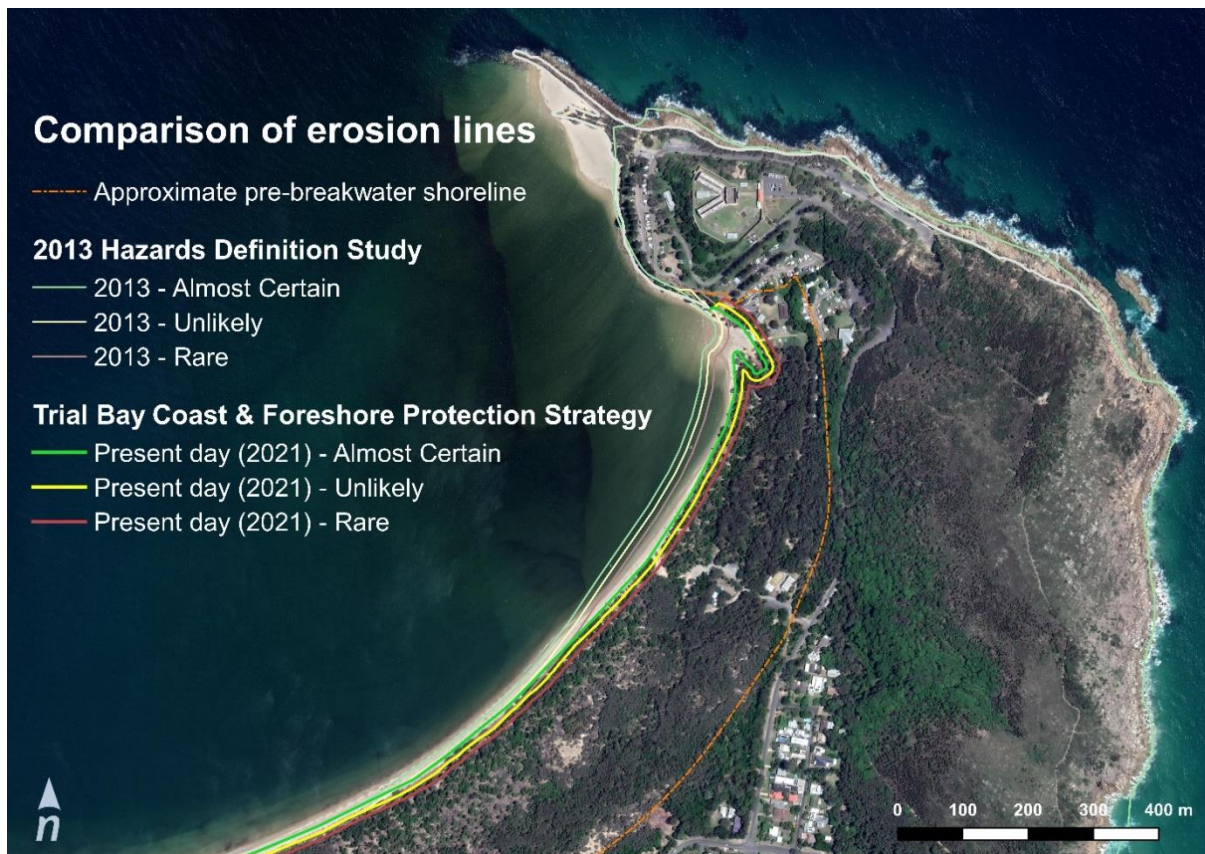 Comparison of erosion lines
Approximate pre-breakwater shoreline
2013 Hazards Definition Study
2013 - Almost Certain
2013 - Unlikely
2013 - Rare
Trial Bay Coast & Foreshore Protection Strategy
Present day (2021) - Almost Certain
Present day (2021) - Unlikely
Present day (2021) - Rare
n
0 100 200 300 400 m